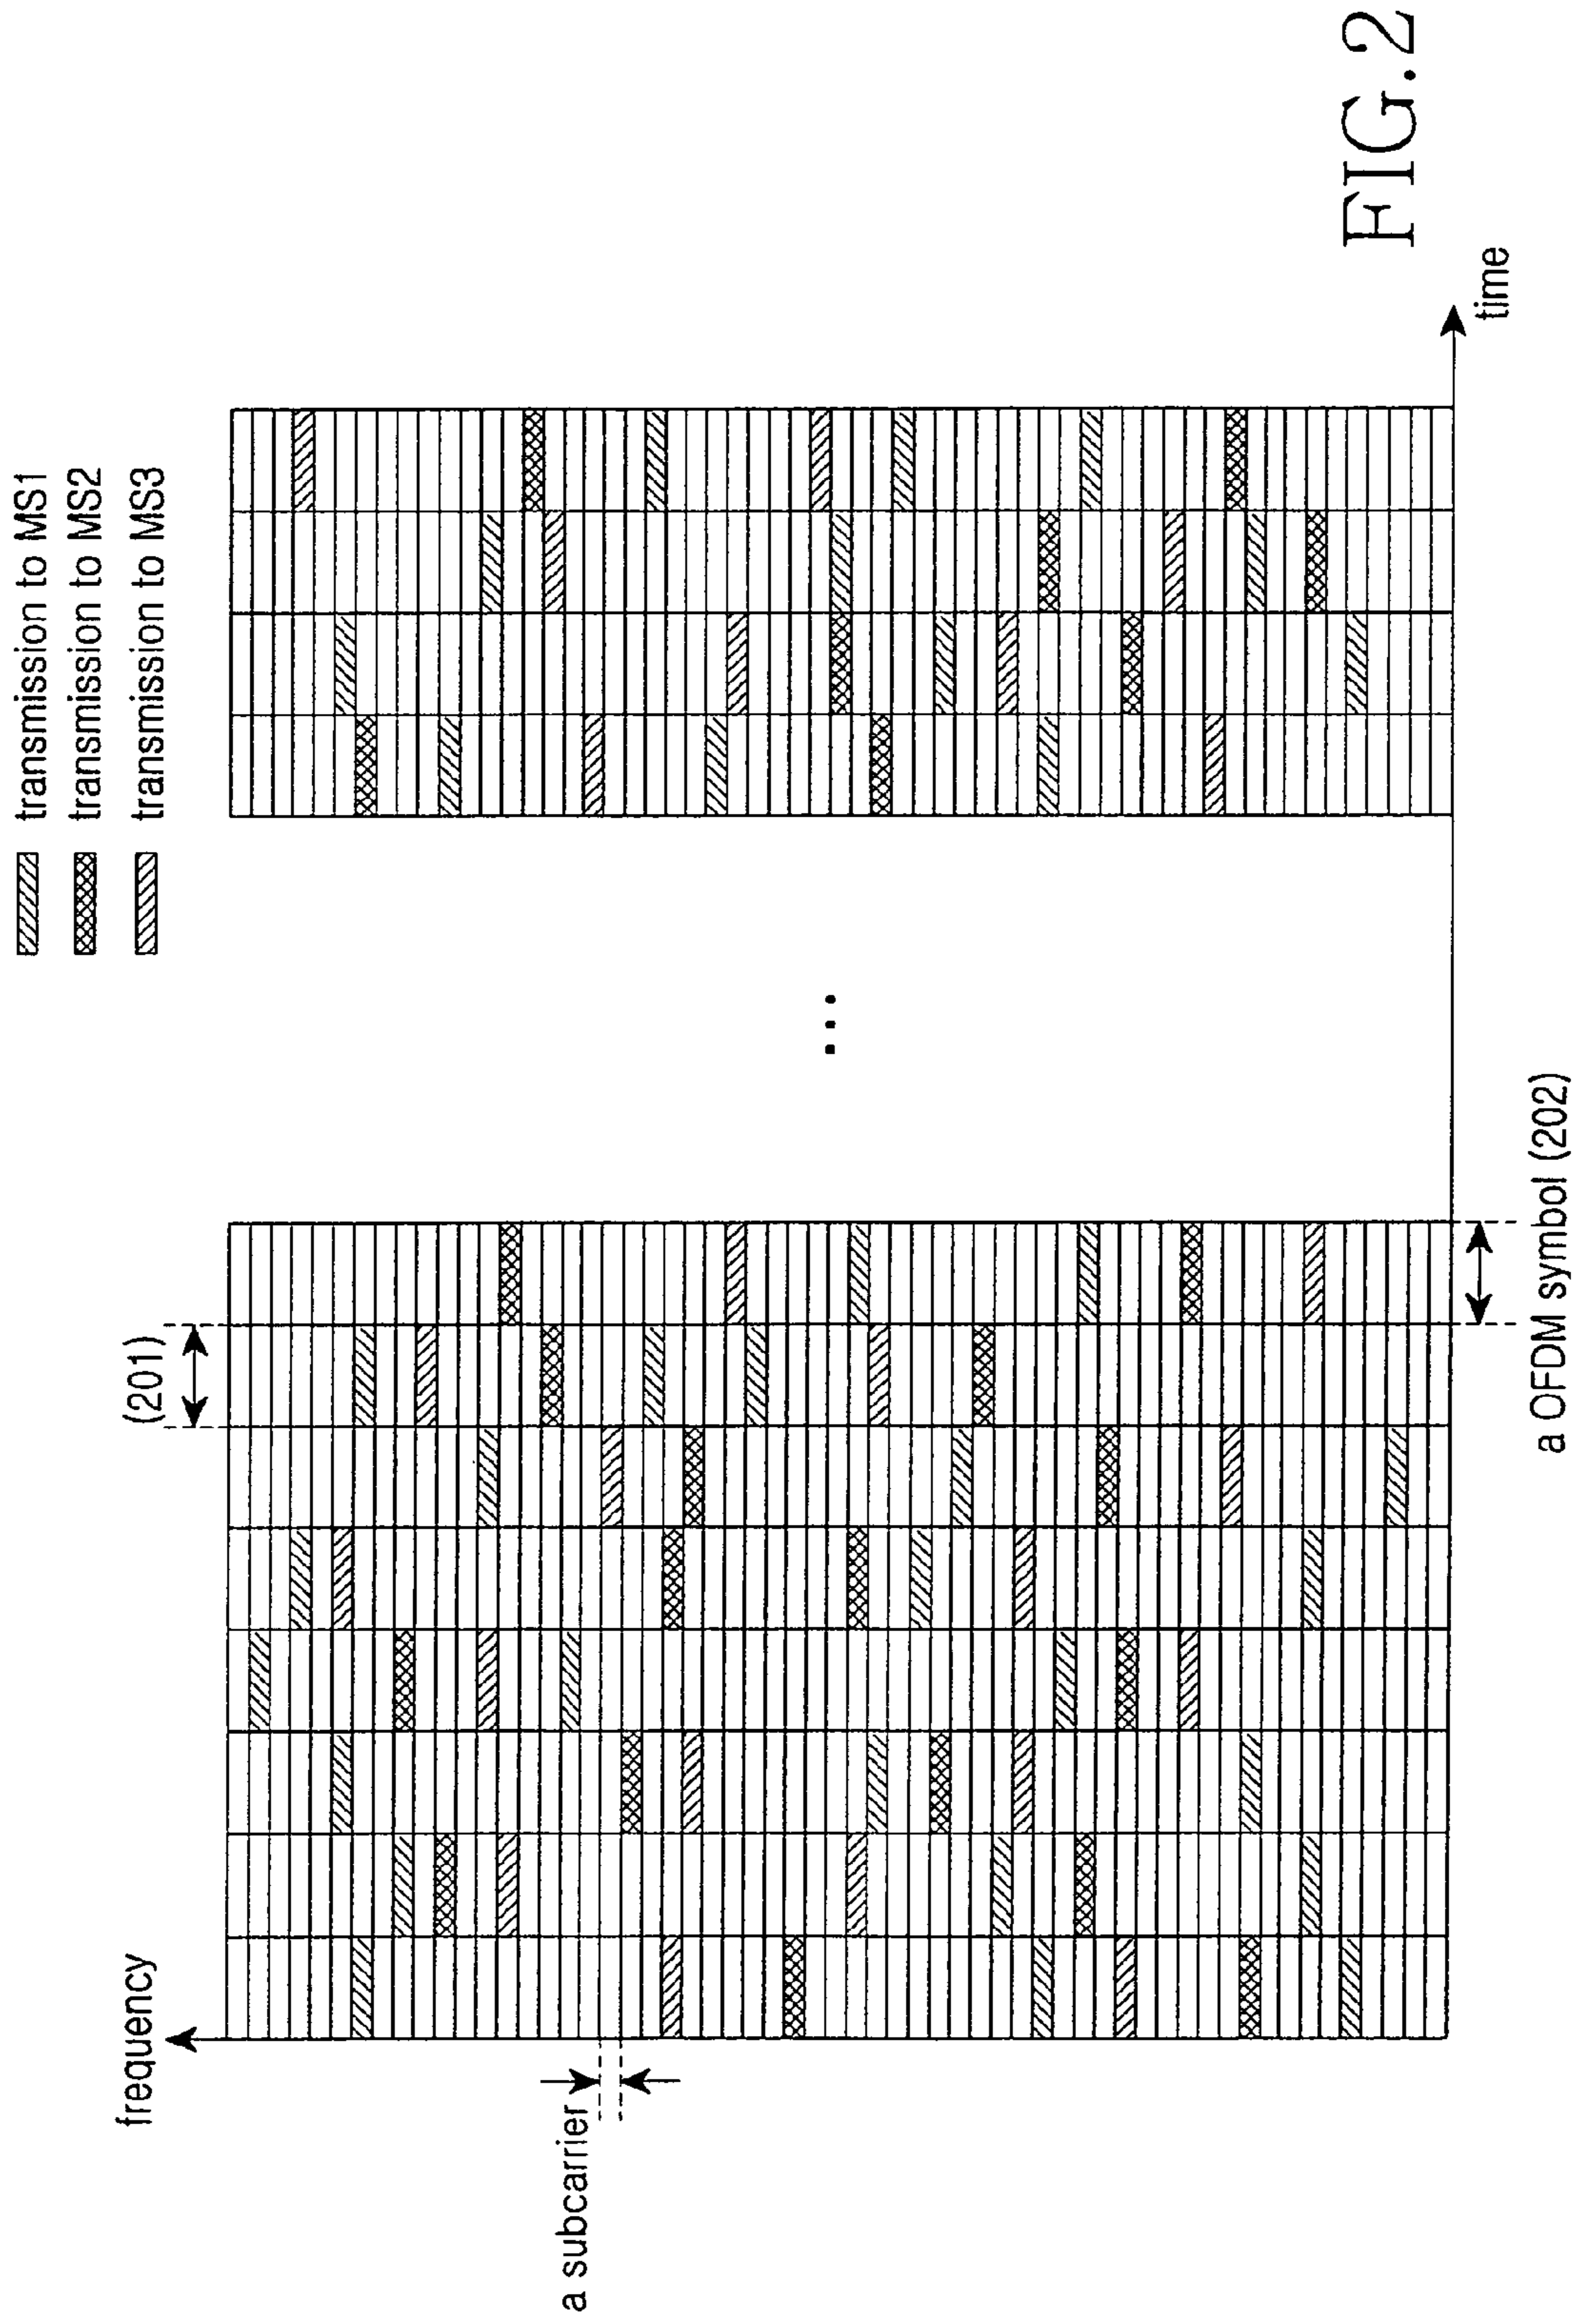 transmission to MS1
transmission to MS2
transmission to MS3
frequency
(201)
a subcarrier
...
time
a OFDM symbol (202)
FIG.2